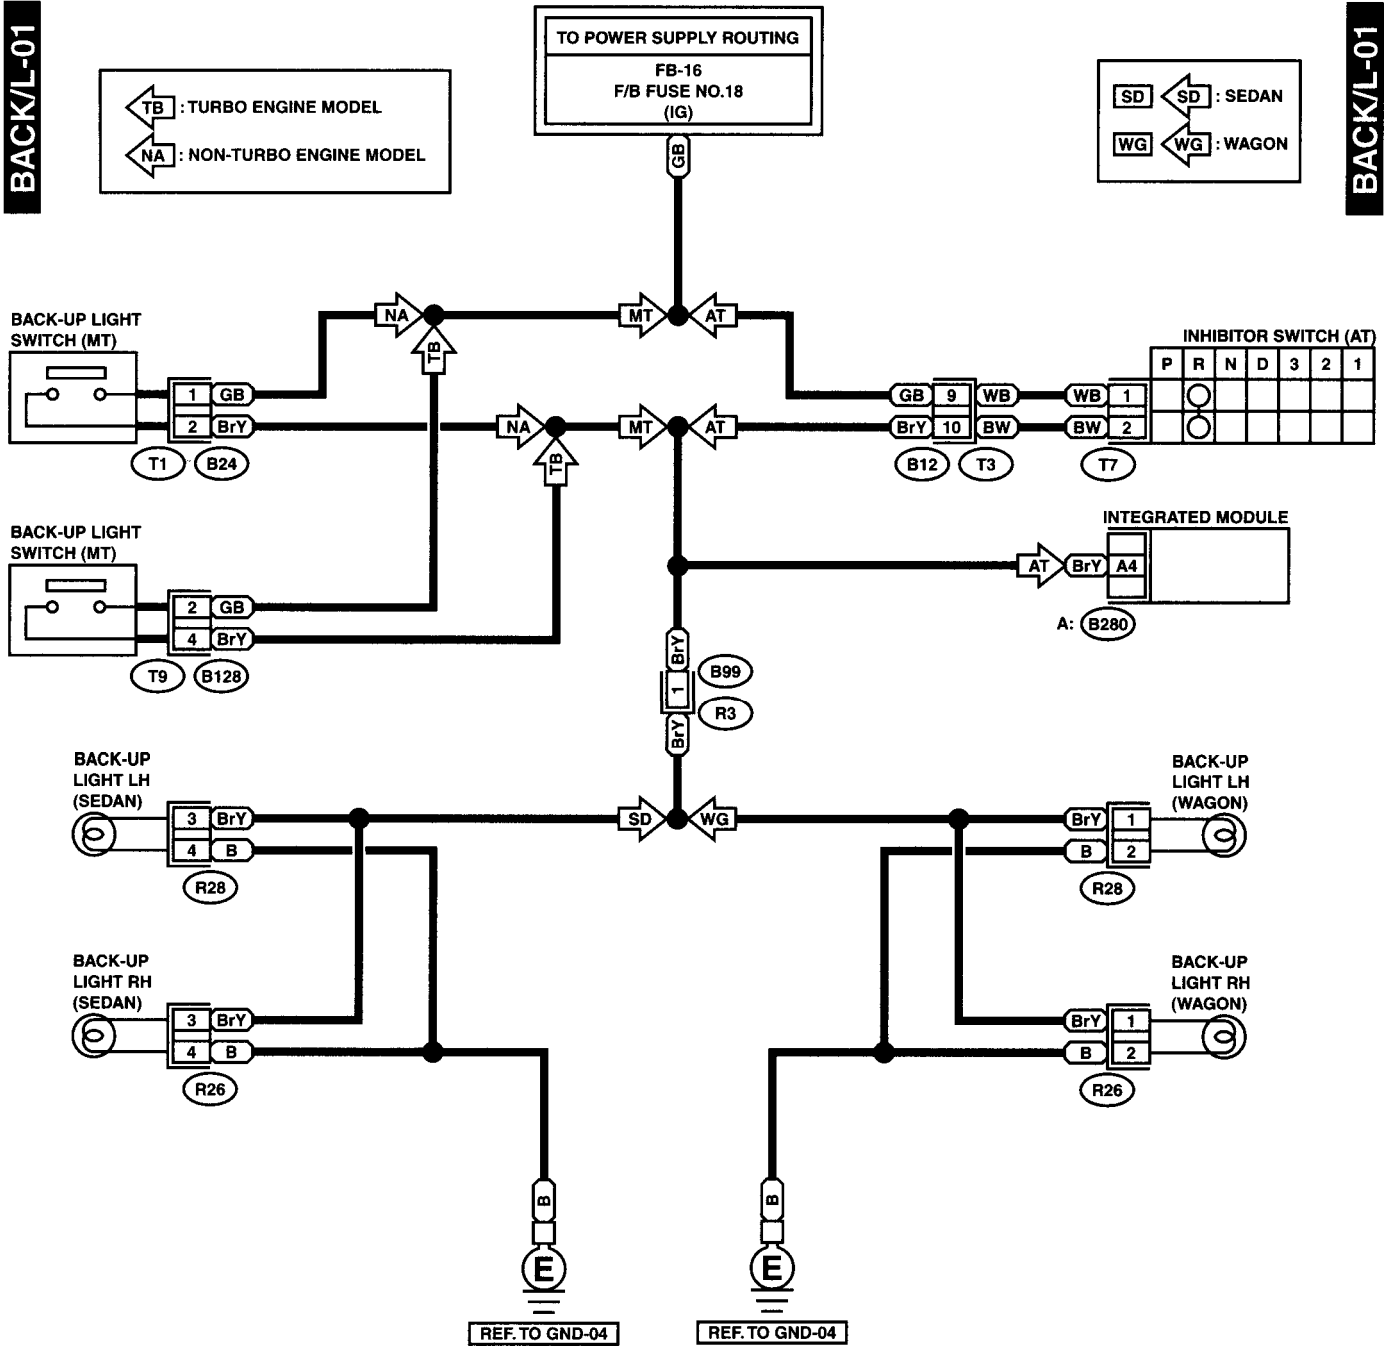 BACK/L-01
BACK/L-01
TO POWER SUPPLY ROUTING
FB-16
F/B FUSE NO.18
(IG)
TB : TURBO ENGINE MODEL
NA : NON-TURBO ENGINE MODEL
SD SD : SEDAN
WG WG : WAGON
GB
NA MT AT
TB
BACK-UP LIGHT
SWITCH (MT)
1 GB
2 BrY
T1 B24
NA MT AT
TB
INHIBITOR SWITCH (AT)
P R N D 3 2 1
GB 9 WB WB 1
BrY 10 BW BW 2
B12 T3 T7
BACK-UP LIGHT
SWITCH (MT)
2 GB
4 BrY
T9 B128
INTEGRATED MODULE
AT BrY A4
A: B280
BrY
1
BrY
B99
R3
BACK-UP
LIGHT LH
(SEDAN)
3 BrY
4 B
R28
SD WG
BACK-UP
LIGHT LH
(WAGON)
BrY 1
B 2
R28
BACK-UP
LIGHT RH
(SEDAN)
3 BrY
4 B
R26
BACK-UP
LIGHT RH
(WAGON)
BrY 1
B 2
R26
B
E
REF. TO GND-04
B
E
REF. TO GND-04